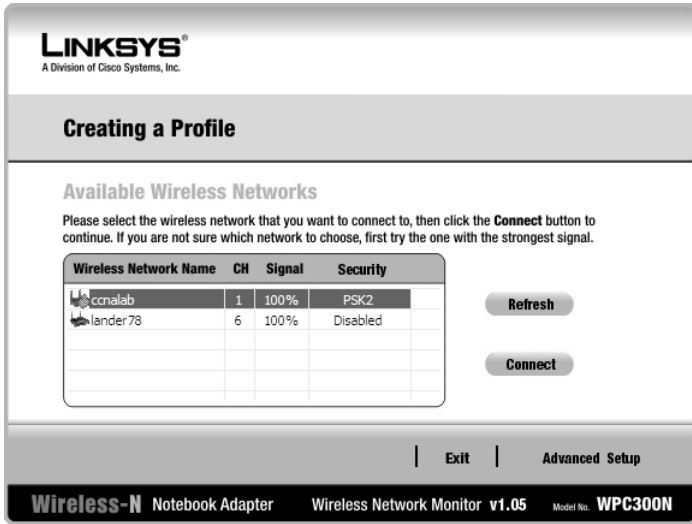 LINKSYS®
A Division of Cisco Systems, Inc.
Creating a Profile
Available Wireless Networks
Please select the wireless network that you want to connect to, then click the Connect button to
continue. If you are not sure which network to choose, first try the one with the strongest signal.
Wireless Network Name CH Signal Security
ccnalab 1 100% PSK2
lander78 6 100% Disabled
Refresh
Connect
Exit Advanced Setup
Wireless-N Notebook Adapter Wireless Network Monitor v1.05 Model No. WPC300N